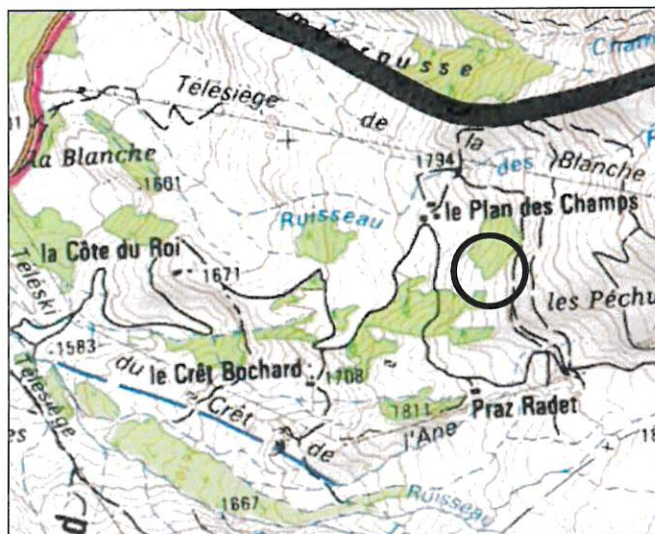 Télésiège
de
la
1794
des
Blanche
la Blanche
1601
Ruisseau
le Plan des Champs
la Côte du Roi
1671
les Péchu
Téléski
1583
du
le Crêt Bochard
1708
Télésiège
Crêt
1811
Praz Radet
de
l'Ane
1667
Ruisseau